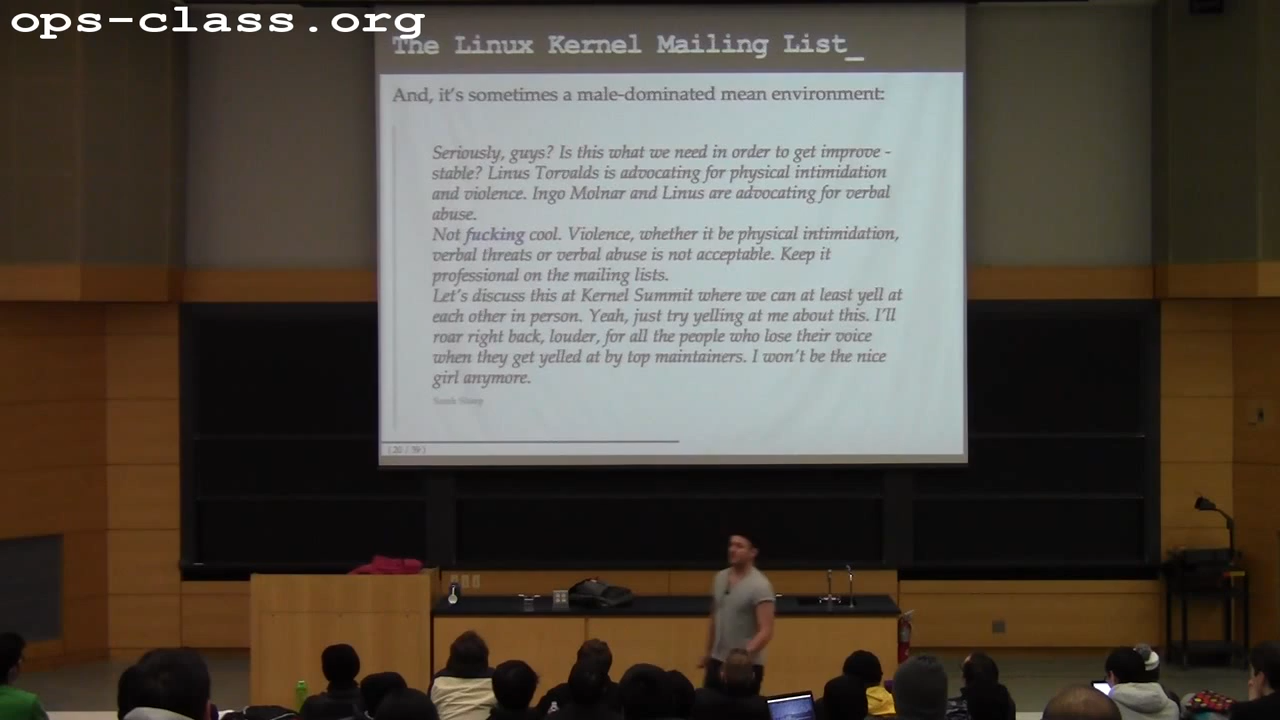 ops-class.org
The Linux Kernel Mailing List_
And, it's sometimes a male-dominated mean environment:
Seriously, guys? Is this what we need in order to get improve -
stable? Linus Torvalds is advocating for physical intimidation
and violence. Ingo Molnar and Linus are advocating for verbal
abuse.
Not fucking cool. Violence, whether it be physical intimidation,
verbal threats or verbal abuse is not acceptable. Keep it
professional on the mailing lists.
Let's discuss this at Kernel Summit where we can at least yell at
each other in person. Yeah, just try yelling at me about this. I'll
roar right back, louder, for all the people who lose their voice
when they get yelled at by top maintainers. I won't be the nice
girl anymore.
Sarah Sharp
( 20 / 39 )